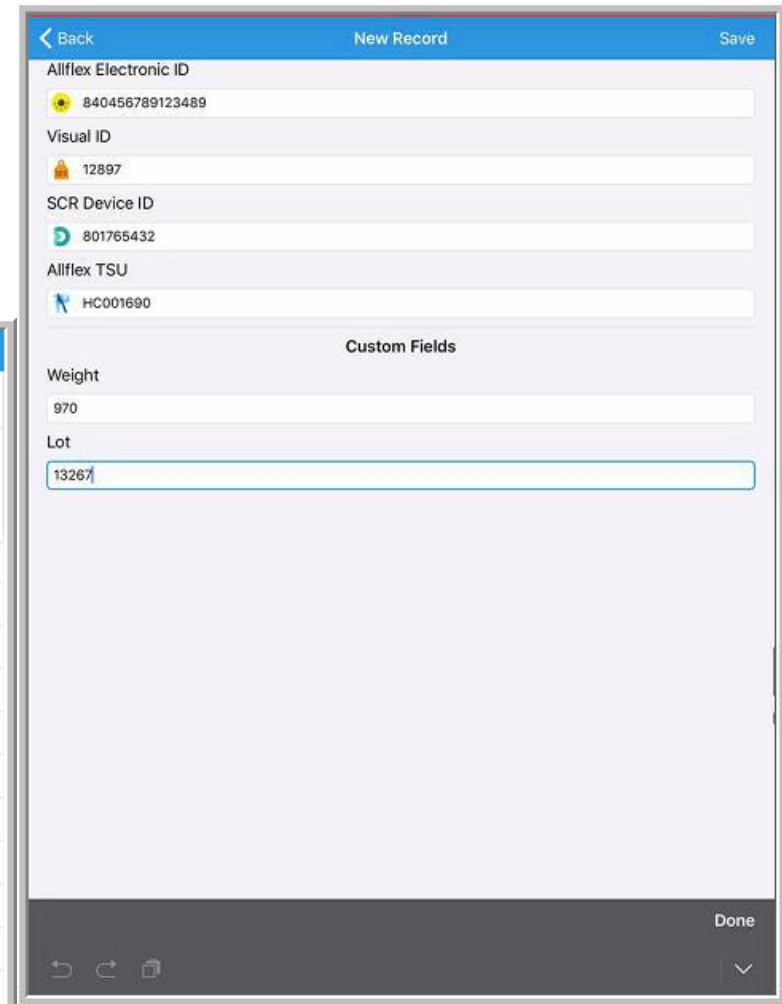 Back New Record Save
Allflex Electronic ID
840456789123489
Visual ID
12897
SCR Device ID
801765432
Allflex TSU
HC001690
Custom Fields
Weight
970
Lot
13267
Done